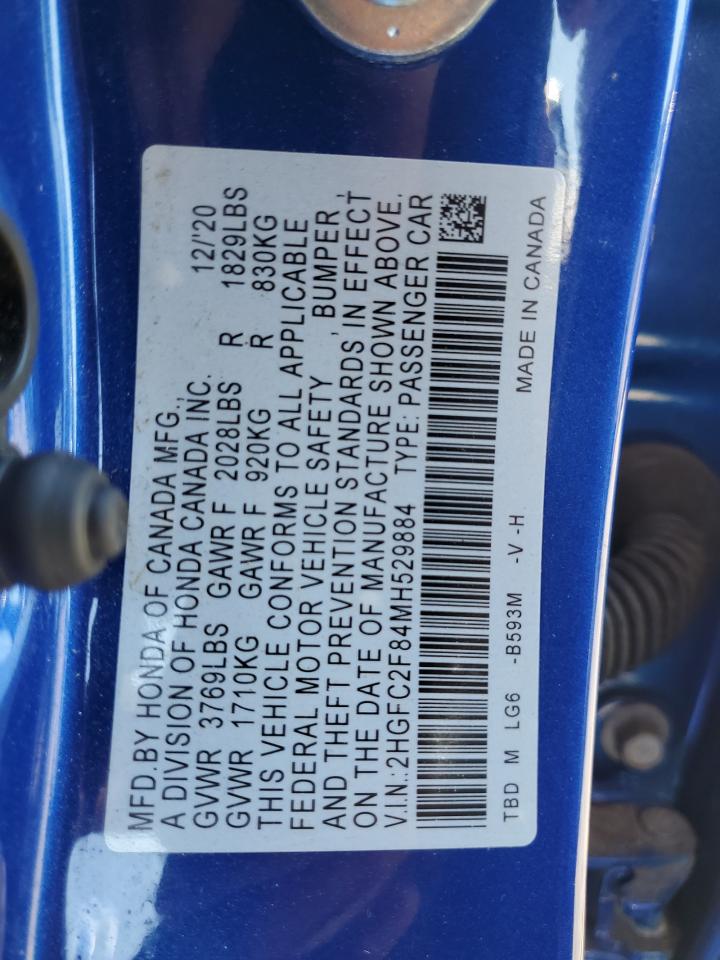 MFD.BY HONDA OF CANADA MFG.,
A DIVISION OF HONDA CANADA INC. 12/'20
GVWR 3769LBS GAWR F 2028LBS R 1829LBS
GVWR 1710KG GAWR F 920KG R 830KG
THIS VEHICLE CONFORMS TO ALL APPLICABLE
FEDERAL MOTOR VEHICLE SAFETY , BUMPER ,
AND THEFT PREVENTION STANDARDS IN EFFECT
ON THE DATE OF MANUFACTURE SHOWN ABOVE.
V.I.N.:2HGFC2F84MH529884 TYPE: PASSENGER CAR
TBD M LG6 -B593M -V-H MADE IN CANADA